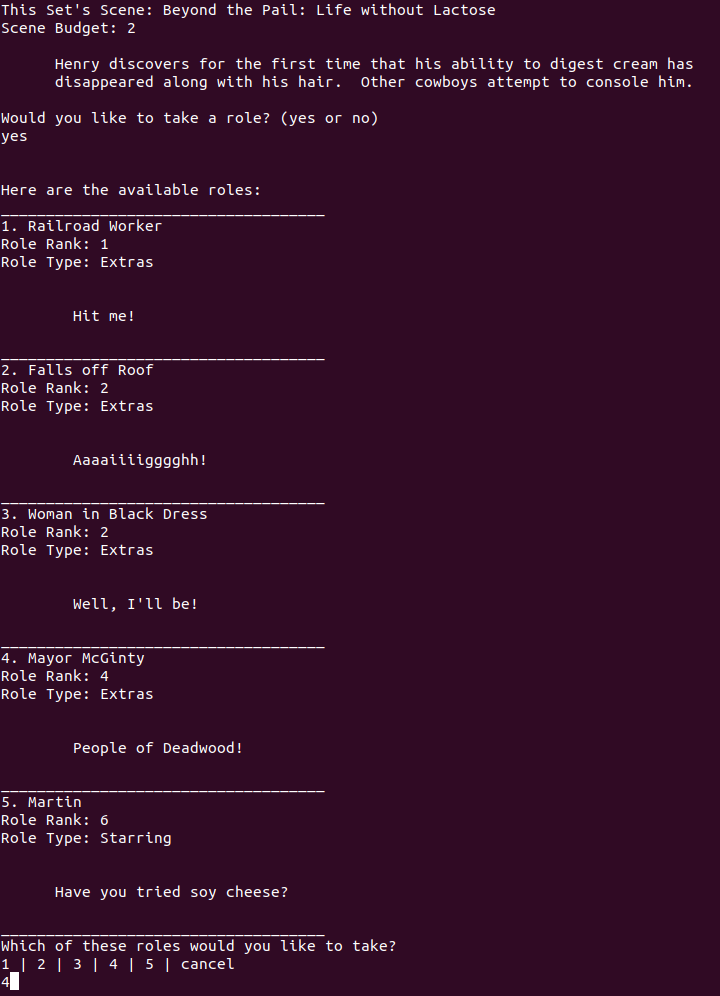 This Set's Scene: Beyond the Pail: Life without Lactose
Scene Budget: 2
Henry discovers for the first time that his ability to digest cream has
disappeared along with his hair.  Other cowboys attempt to console him.
Would you like to take a role? (yes or no)
yes
Here are the available roles:
____________________________________
1. Railroad Worker
Role Rank: 1
Role Type: Extras
Hit me!
____________________________________
2. Falls off Roof
Role Rank: 2
Role Type: Extras
Aaaaiiiigggghh!
____________________________________
3. Woman in Black Dress
Role Rank: 2
Role Type: Extras
Well, I'll be!
____________________________________
4. Mayor McGinty
Role Rank: 4
Role Type: Extras
People of Deadwood!
____________________________________
5. Martin
Role Rank: 6
Role Type: Starring
Have you tried soy cheese?
____________________________________
Which of these roles would you like to take?
1 | 2 | 3 | 4 | 5 | cancel
4